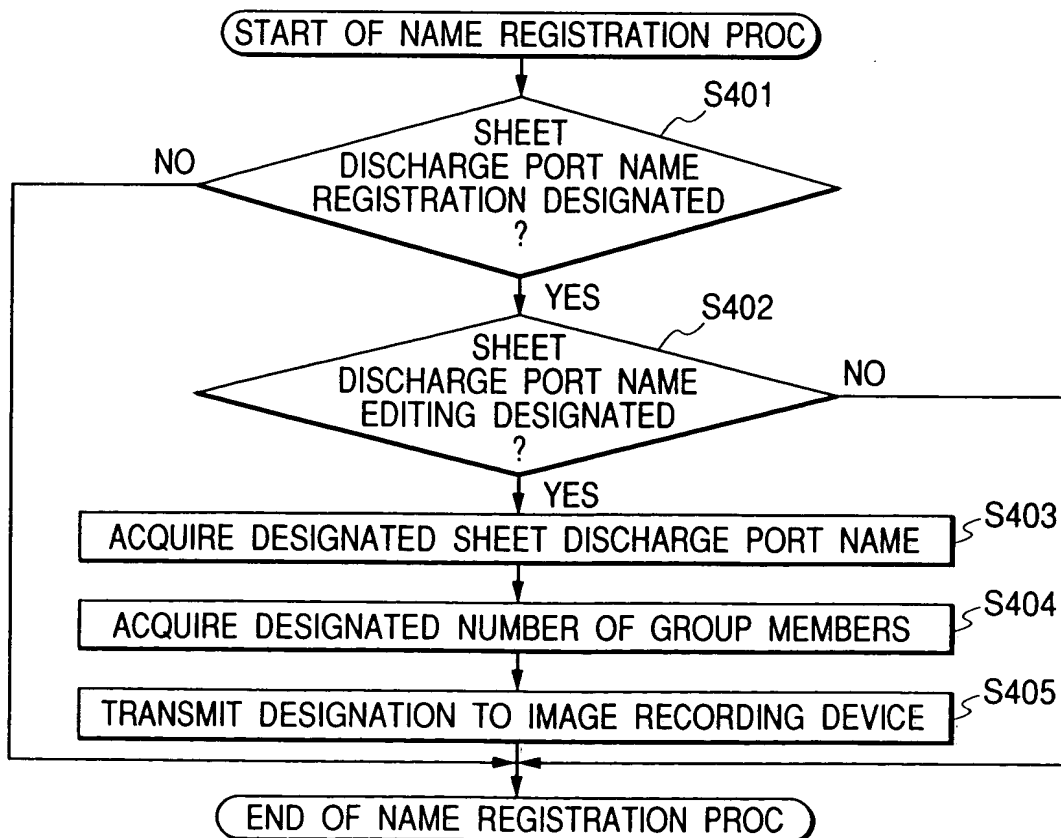 START OF NAME REGISTRATION PROC
S401
SHEET
DISCHARGE PORT NAME
REGISTRATION DESIGNATED
?
NO
YES
S402
SHEET
DISCHARGE PORT NAME
EDITING DESIGNATED
?
NO
YES
ACQUIRE DESIGNATED SHEET DISCHARGE PORT NAME
S403
ACQUIRE DESIGNATED NUMBER OF GROUP MEMBERS
S404
TRANSMIT DESIGNATION TO IMAGE RECORDING DEVICE
S405
END OF NAME REGISTRATION PROC